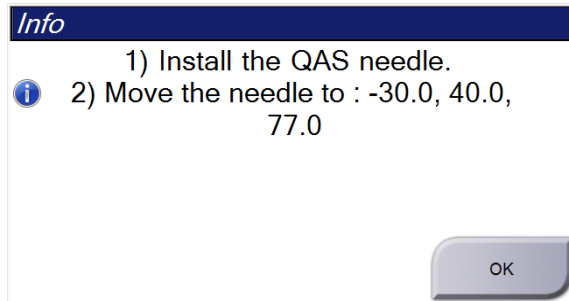 Info
1) Install the QAS needle.
2) Move the needle to : -30.0, 40.0,
77.0
OK